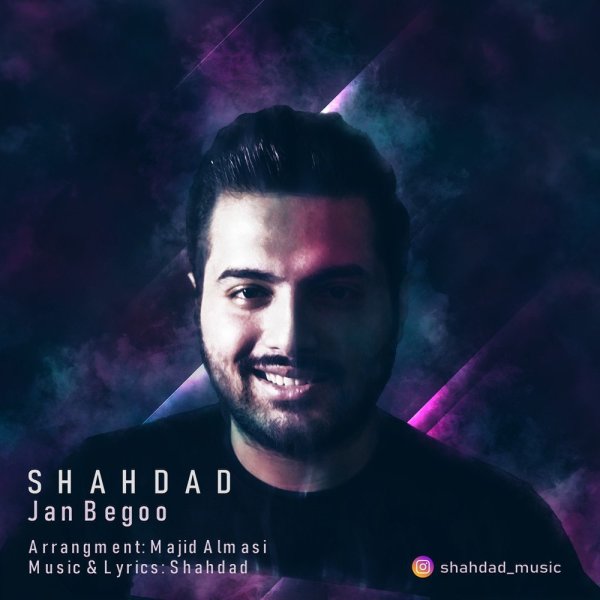 SHAHDAD
Jan Begoo
Arrangment: Majid Almasi
Music & Lyrics: Shahdad
shahdad_music